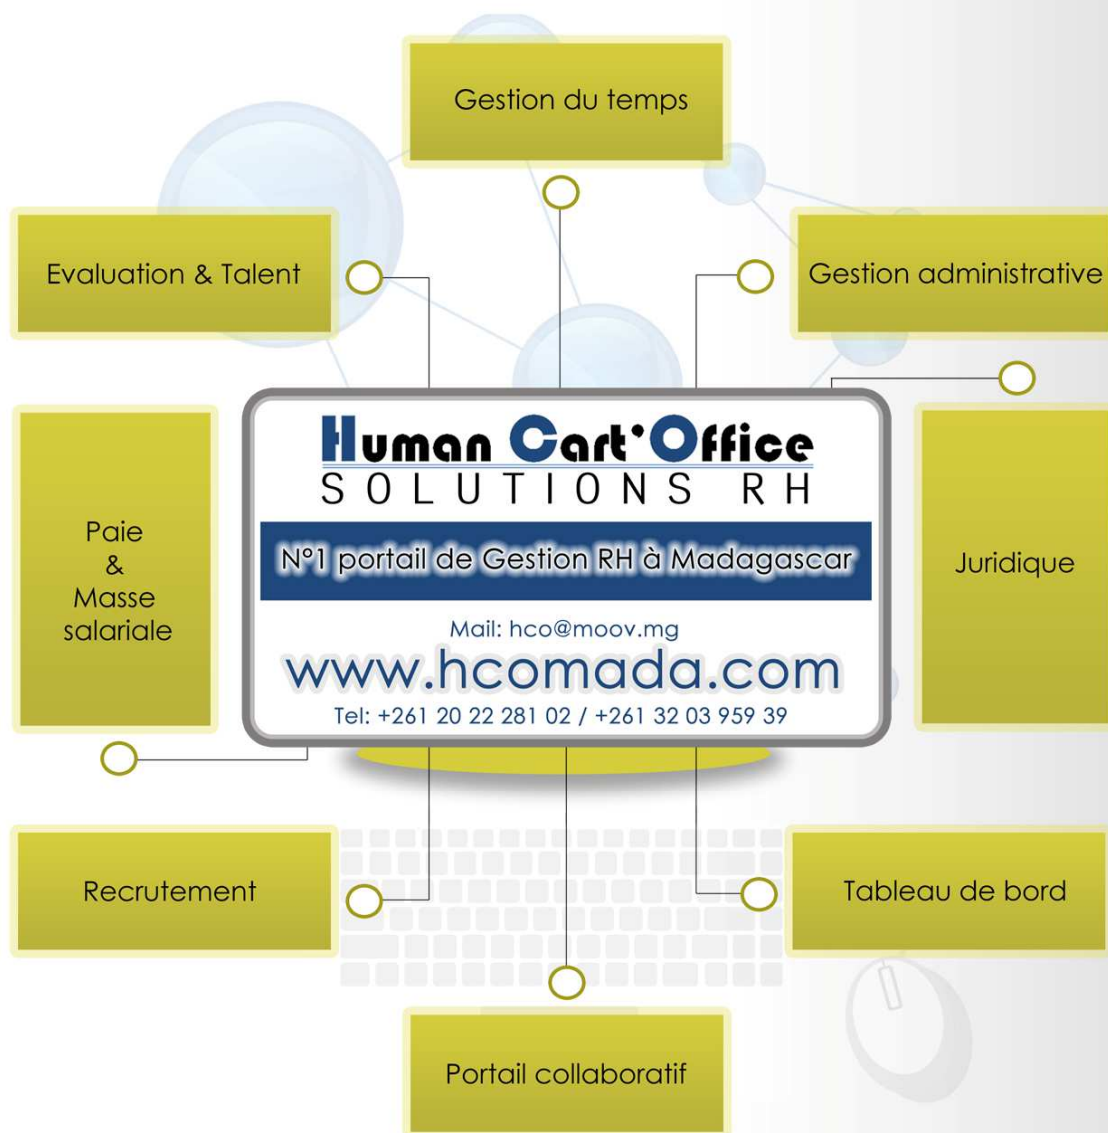 Gestion du temps
Evaluation & Talent
Gestion administrative
Human Cart'Office
SOLUTIONS RH
N°1 portail de Gestion RH à Madagascar
Mail: hco@moov.mg
www.hcomada.com
Tel: +261 20 22 281 02 / +261 32 03 959 39
Paie
&
Masse
salariale
Juridique
Recrutement
Tableau de bord
Portail collaboratif